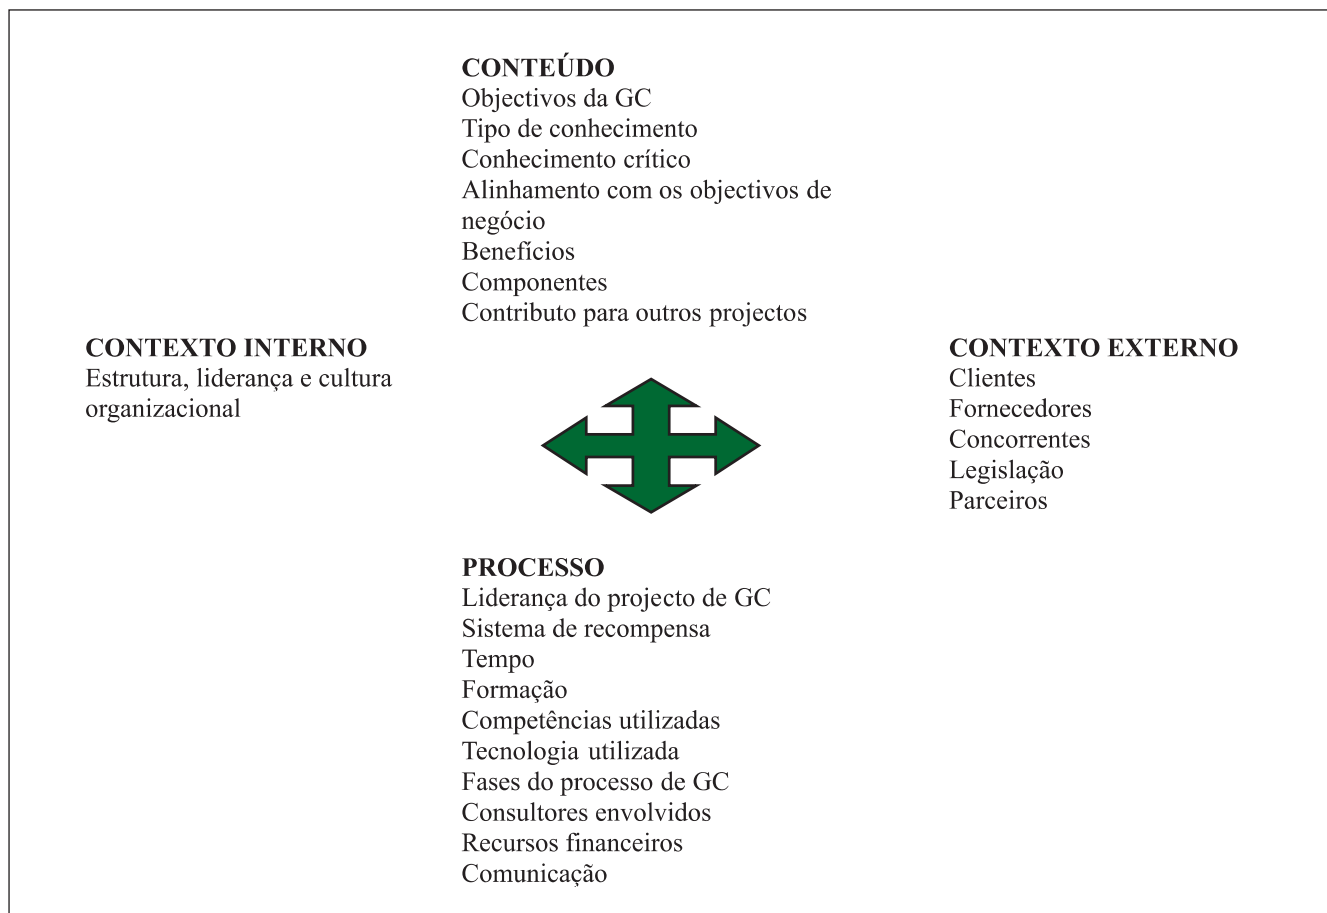 CONTEÚDO
Objectivos da GC
Tipo de conhecimento
Conhecimento crítico
Alinhamento com os objectivos de
negócio
Benefícios
Componentes
Contributo para outros projectos
CONTEXTO INTERNO
Estrutura, liderança e cultura
organizacional
CONTEXTO EXTERNO
Clientes
Fornecedores
Concorrentes
Legislação
Parceiros
PROCESSO
Liderança do projecto de GC
Sistema de recompensa
Tempo
Formação
Competências utilizadas
Tecnologia utilizada
Fases do processo de GC
Consultores envolvidos
Recursos financeiros
Comunicação